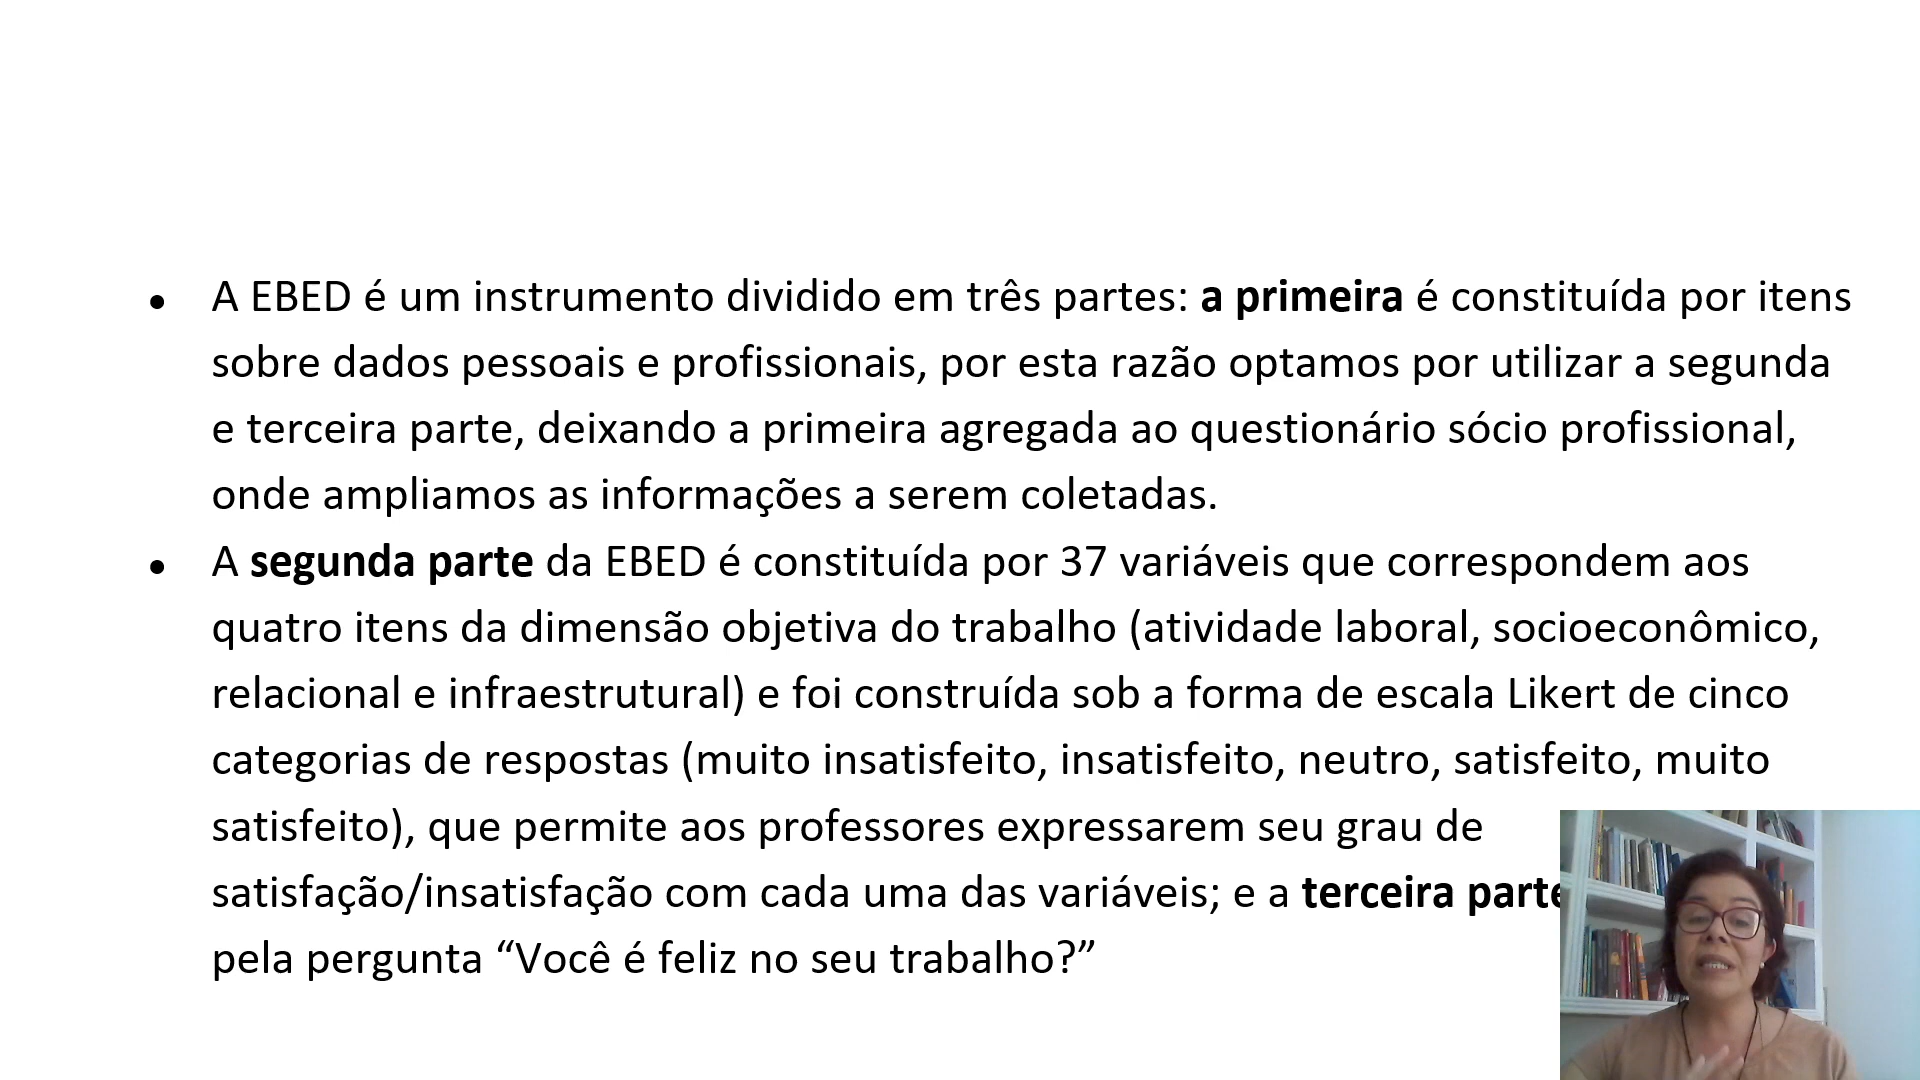 • A EBED é um instrumento dividido em três partes: a primeira é constituída por itens
sobre dados pessoais e profissionais, por esta razão optamos por utilizar a segunda
e terceira parte, deixando a primeira agregada ao questionário sócio profissional,
onde ampliamos as informações a serem coletadas.
• A segunda parte da EBED é constituída por 37 variáveis que correspondem aos
quatro itens da dimensão objetiva do trabalho (atividade laboral, socioeconômico,
relacional e infraestrutural) e foi construída sob a forma de escala Likert de cinco
categorias de respostas (muito insatisfeito, insatisfeito, neutro, satisfeito, muito
satisfeito), que permite aos professores expressarem seu grau de
satisfação/insatisfação com cada uma das variáveis; e a terceira parte
pela pergunta “Você é feliz no seu trabalho?”